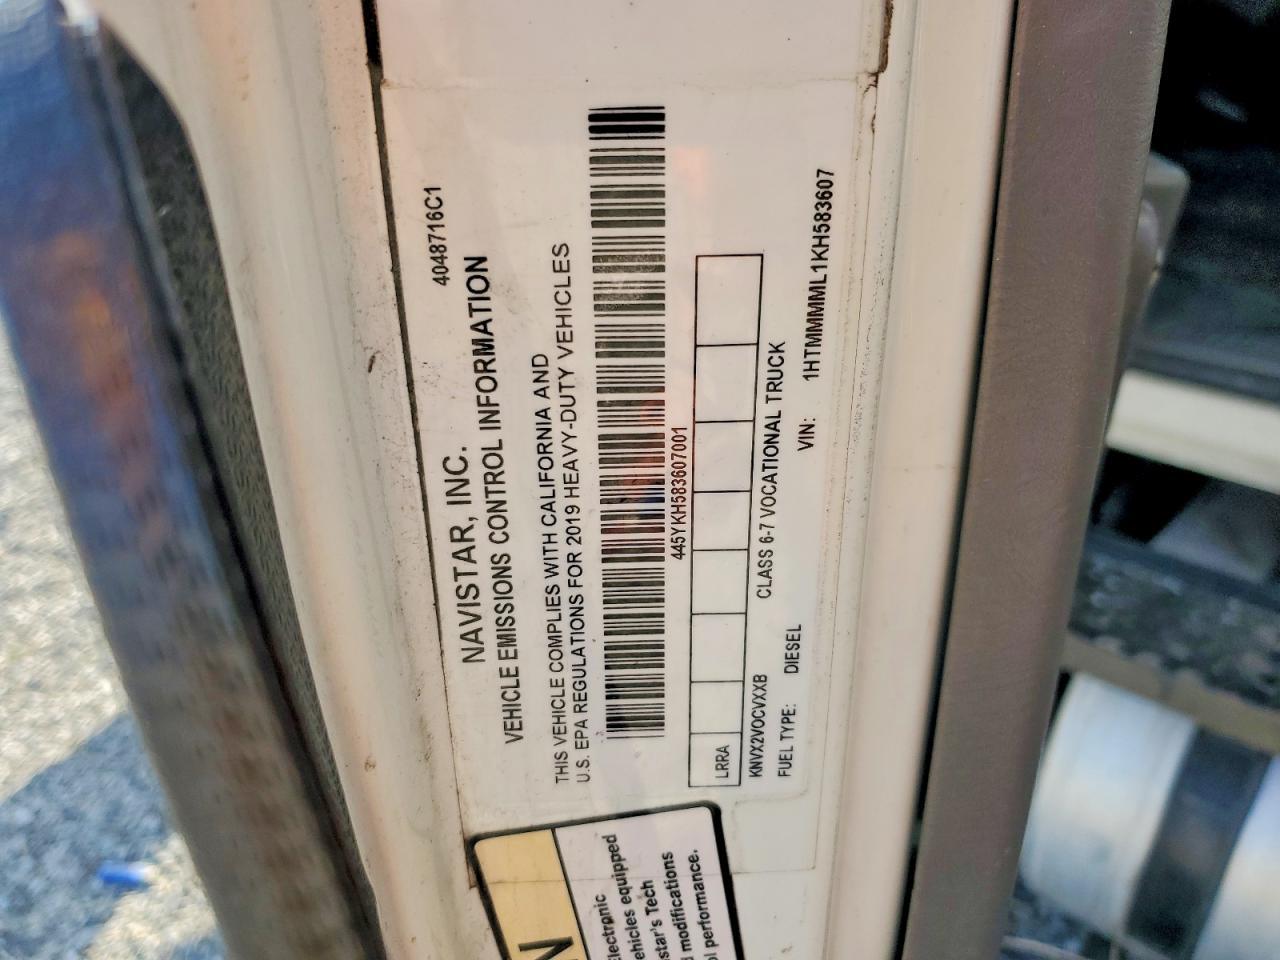 4048716C1
NAVISTAR, INC.
VEHICLE EMISSIONS CONTROL INFORMATION
THIS VEHICLE COMPLIES WITH CALIFORNIA AND
U.S. EPA REGULATIONS FOR 2019 HEAVY-DUTY VEHICLES
445YKH583607001
LRRA
KNVX2VOCVXXB CLASS 6-7 VOCATIONAL TRUCK
FUEL TYPE: DIESEL VIN: 1HTMMMML1KH583607
N
Electronic
ehicles equipped
star's Tech
modifications
performance.